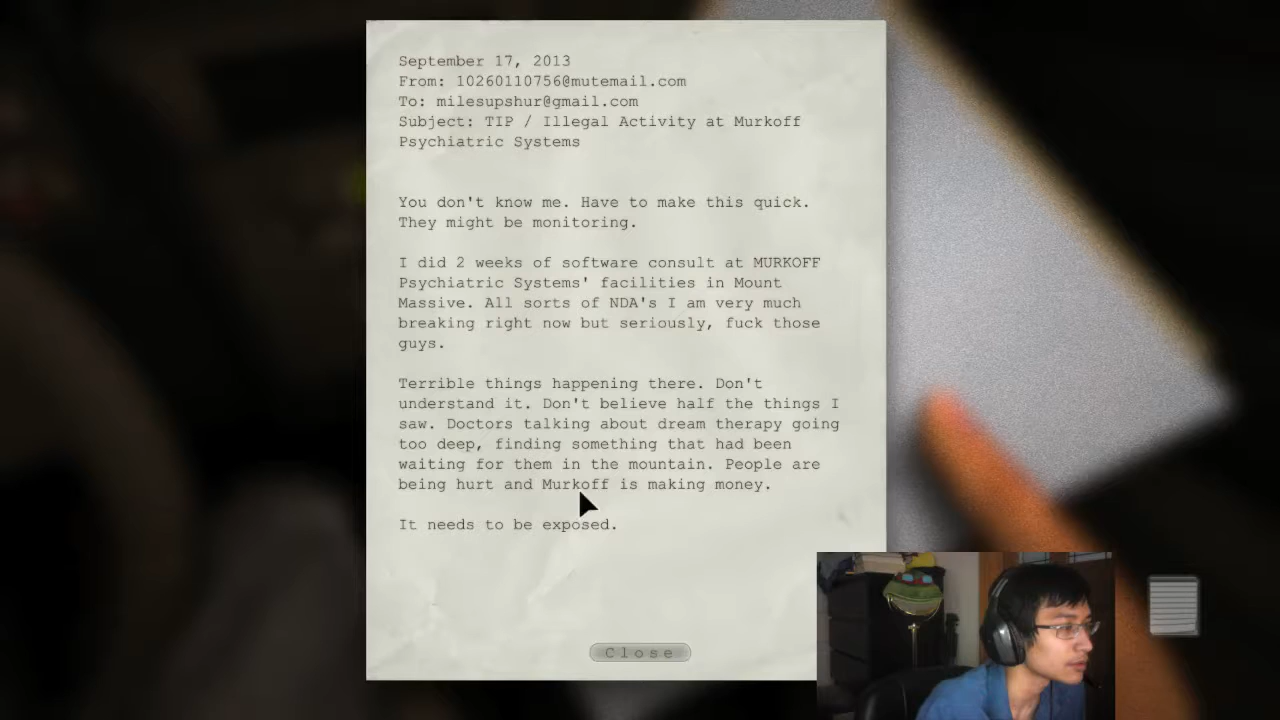 September 17, 2013
From: 10260110756@mutemail.com
To: milesupshur@gmail.com
Subject: TIP / Illegal Activity at Murkoff
Psychiatric Systems
You don't know me. Have to make this quick.
They might be monitoring.
I did 2 weeks of software consult at MURKOFF
Psychiatric Systems' facilities in Mount
Massive. All sorts of NDA's I am very much
breaking right now but seriously, fuck those
guys.
Terrible things happening there. Don't
understand it. Don't believe half the things I
saw. Doctors talking about dream therapy going
too deep, finding something that had been
waiting for them in the mountain. People are
being hurt and Murkoff is making money.
It needs to be exposed.
Close